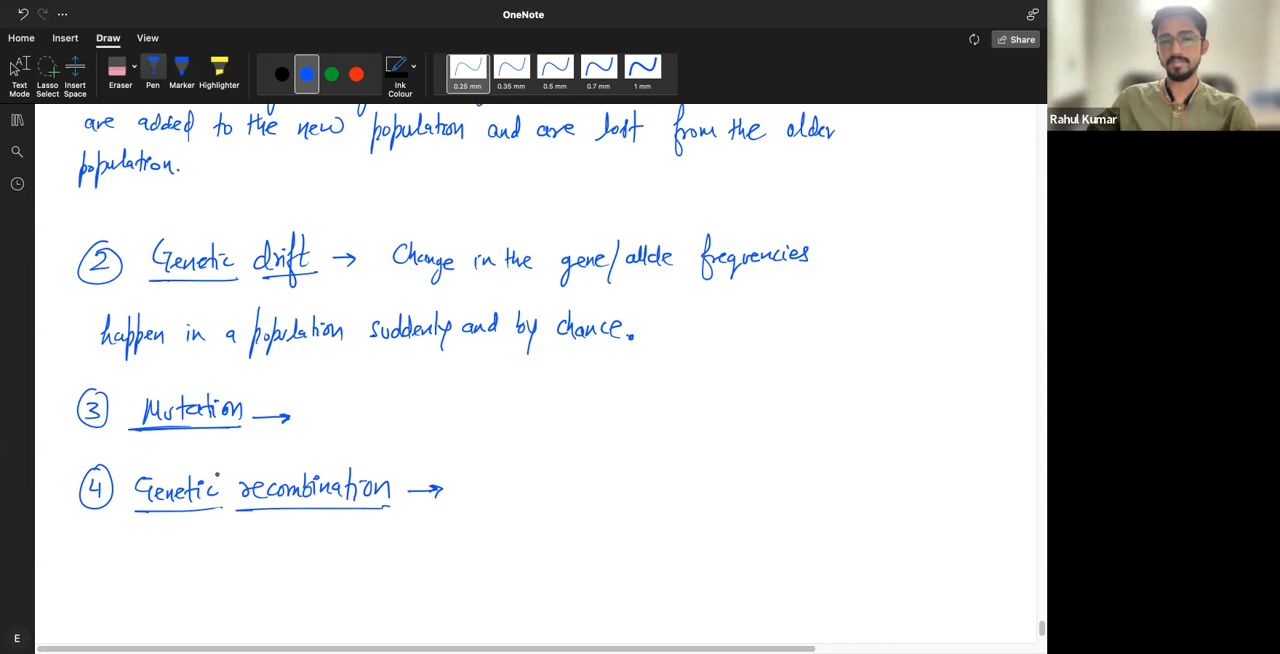 OneNote
Home Insert Draw View
Share
Text Mode
Lasso Select
Insert Space
Eraser
Pen
Marker
Highlighter
Ink Colour
0.25 mm
0.35 mm
0.5 mm
0.7 mm
1 mm
Rahul Kumar
are added to the new population and are lost from the older
population.
2 Genetic drift → Change in the gene/allele frequencies
happen in a population suddenly and by chance.
3 Mutation →
4 Genetic recombination →
E